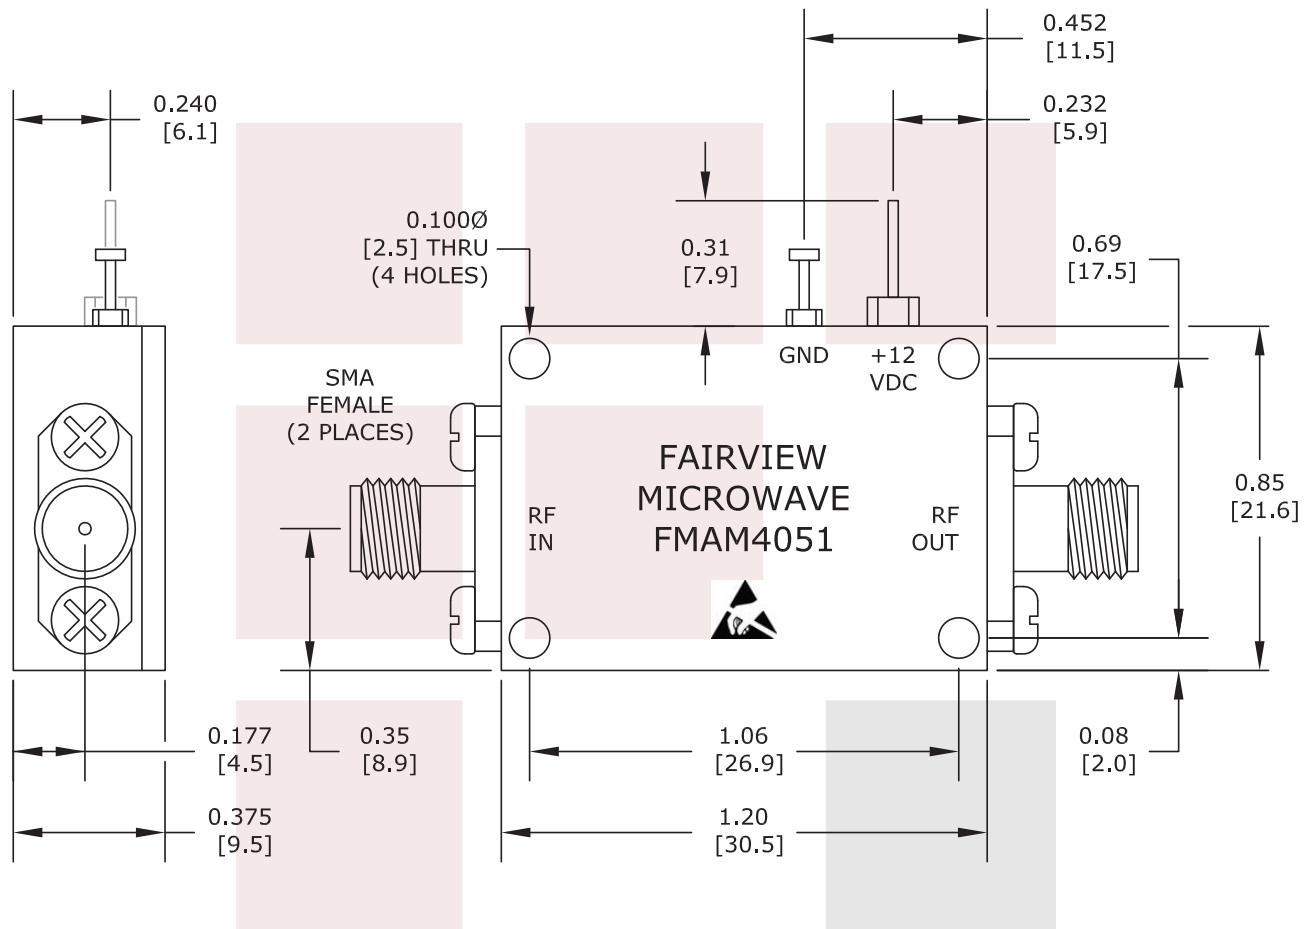 0.452
[11.5]
0.240
[6.1]
0.232
[5.9]
0.100Ø
[2.5] THRU
(4 HOLES)
0.31
[7.9]
0.69
[17.5]
GND
+12
VDC
SMA
FEMALE
(2 PLACES)
FAIRVIEW
MICROWAVE
FMAM4051
RF
IN
RF
OUT
0.85
[21.6]
0.177
[4.5]
0.35
[8.9]
1.06
[26.9]
0.08
[2.0]
0.375
[9.5]
1.20
[30.5]